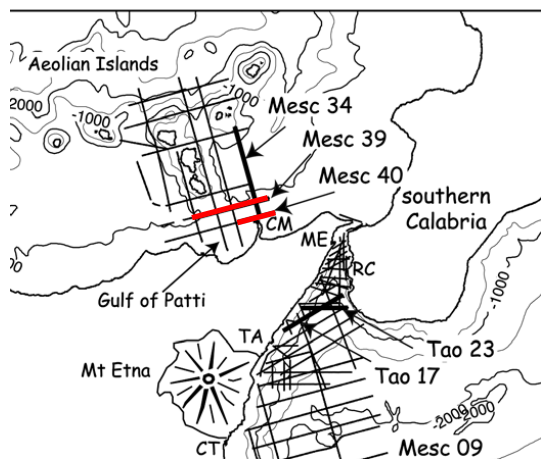 Aeolian Islands
-1000
-2000
-1000
Mesc 34
Mesc 39
Mesc 40
southern
Calabria
CM
ME
RC
Gulf of Patti
-1000
TA
Tao 23
Mt Etna
Tao 17
-2000
2000
CT
Mesc 09